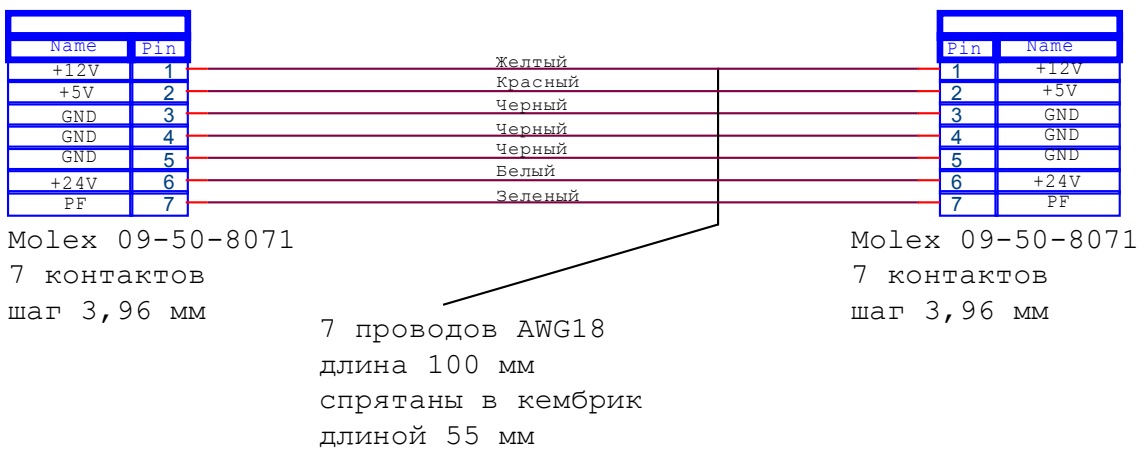 Name Pin Pin Name
+12V 1 Желтый 1 +12V
+5V 2 Красный 2 +5V
GND 3 Черный 3 GND
GND 4 Черный 4 GND
GND 5 Черный 5 GND
+24V 6 Белый 6 +24V
PF 7 Зеленый 7 PF
Molex 09-50-8071
7 контактов
шаг 3,96 мм
Molex 09-50-8071
7 контактов
шаг 3,96 мм
7 проводов AWG18
длина 100 мм
спрятаны в кембрик
длиной 55 мм